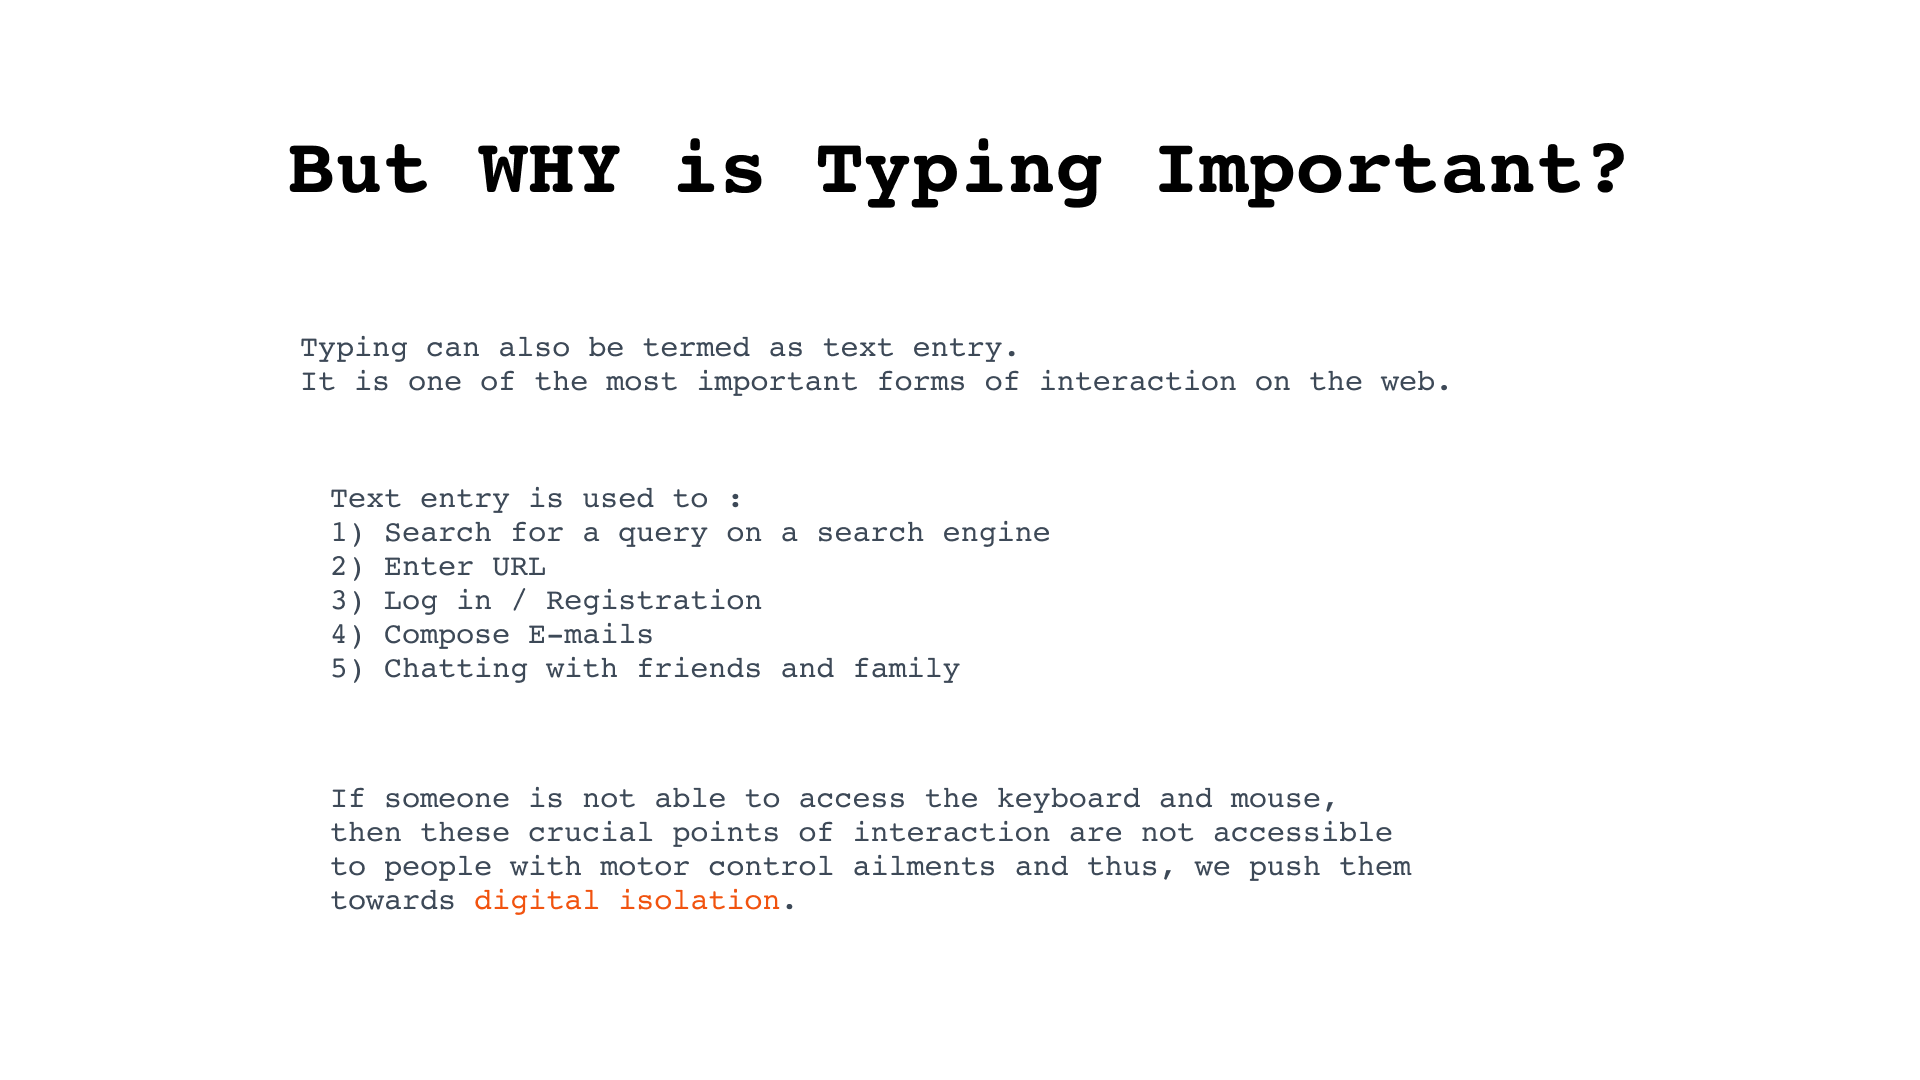 But WHY is Typing Important?
Typing can also be termed as text entry.
It is one of the most important forms of interaction on the web.
Text entry is used to :
1) Search for a query on a search engine
2) Enter URL
3) Log in / Registration
4) Compose E-mails
5) Chatting with friends and family
If someone is not able to access the keyboard and mouse,
then these crucial points of interaction are not accessible
to people with motor control ailments and thus, we push them
towards digital isolation.